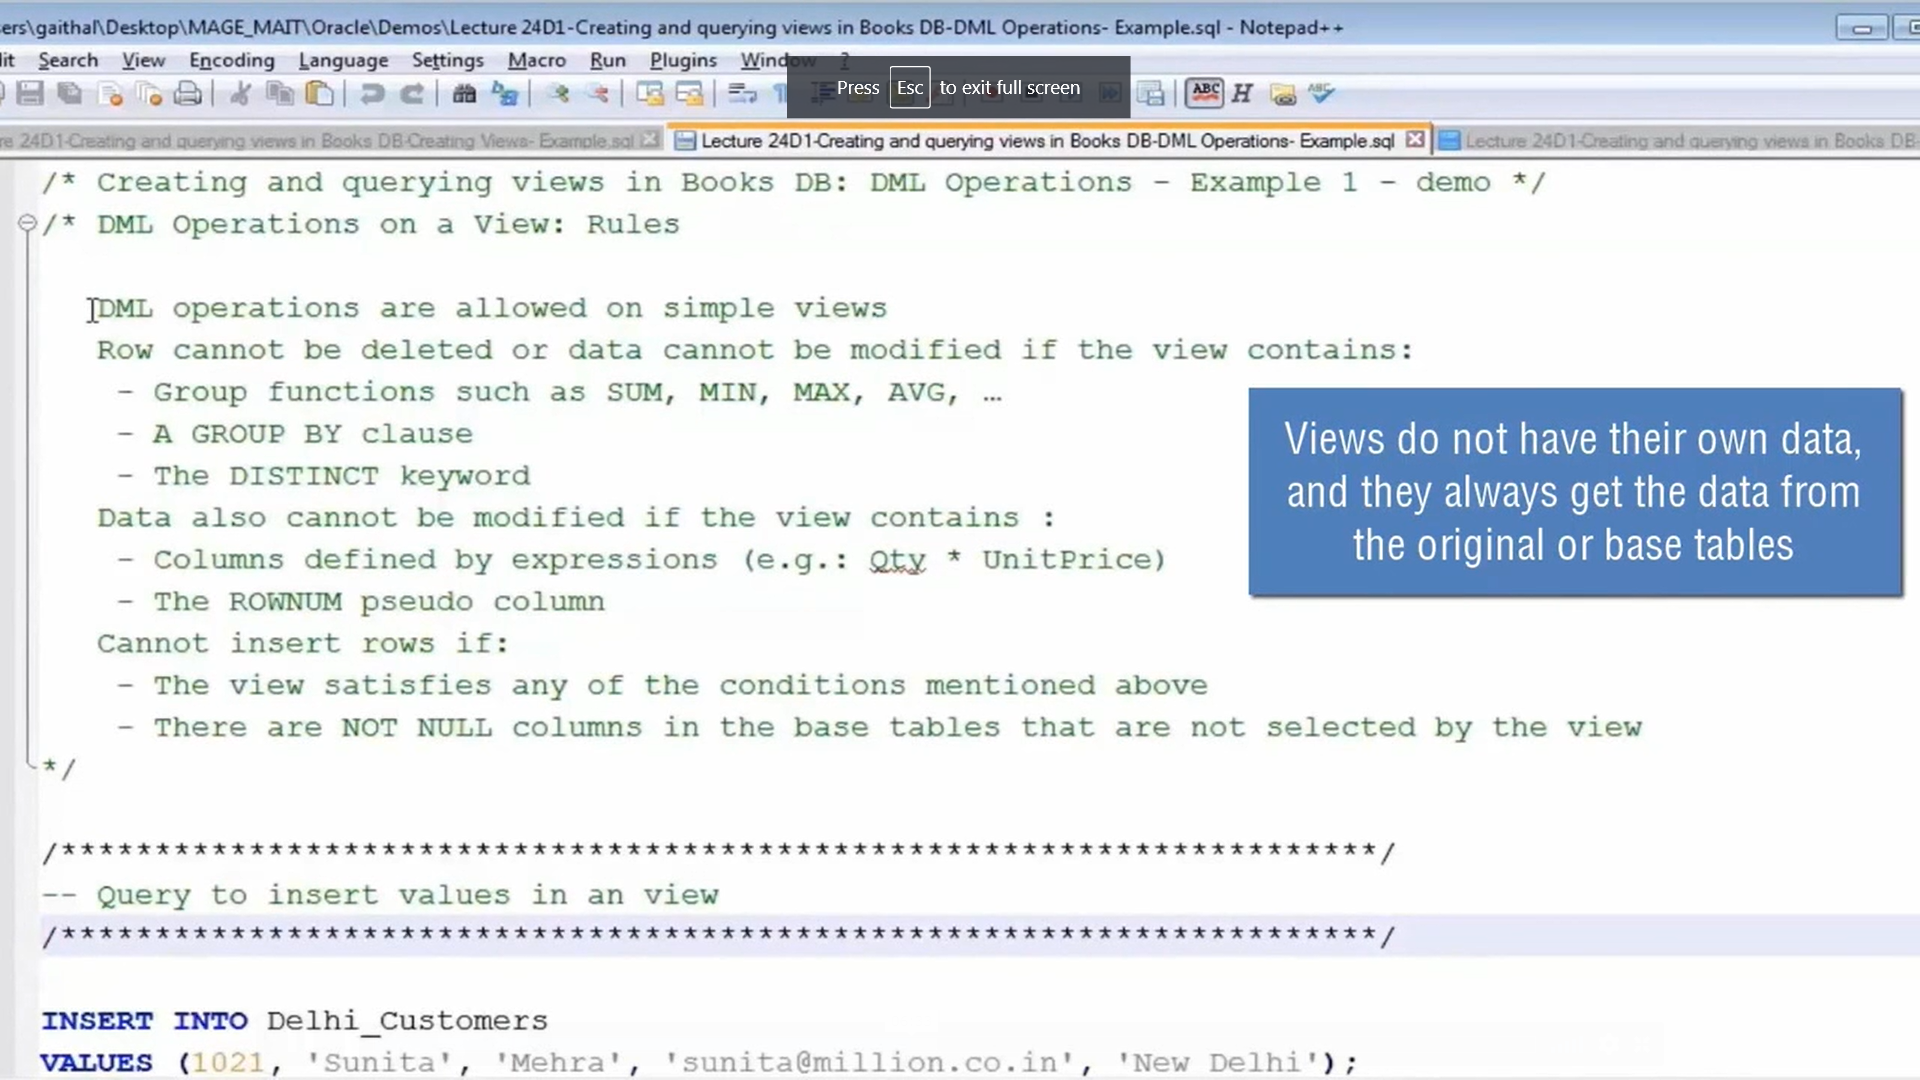 ers\gaithal\Desktop\MAGE_MAIT\Oracle\Demos\Lecture 24D1-Creating and querying views in Books DB-DML Operations- Example.sql - Notepad++
it Search View Encoding Language Settings Macro Run Plugins Window ?
Press Esc to exit full screen
re 24D1-Creating and querying views in Books DB-Creating Views- Example.sql Lecture 24D1-Creating and querying views in Books DB-DML Operations- Example.sql Lecture 24D1-Creating and querying views in Books DB-
/* Creating and querying views in Books DB: DML Operations - Example 1 - demo */
/* DML Operations on a View: Rules
DML operations are allowed on simple views
Row cannot be deleted or data cannot be modified if the view contains:
- Group functions such as SUM, MIN, MAX, AVG, …
- A GROUP BY clause
- The DISTINCT keyword
Data also cannot be modified if the view contains :
- Columns defined by expressions (e.g.: Qty * UnitPrice)
- The ROWNUM pseudo column
Cannot insert rows if:
- The view satisfies any of the conditions mentioned above
- There are NOT NULL columns in the base tables that are not selected by the view
*/
Views do not have their own data,
and they always get the data from
the original or base tables
/**********************************************************************/
-- Query to insert values in an view
/**********************************************************************/
INSERT INTO Delhi_Customers
VALUES (1021, 'Sunita', 'Mehra', 'sunita@million.co.in', 'New Delhi');